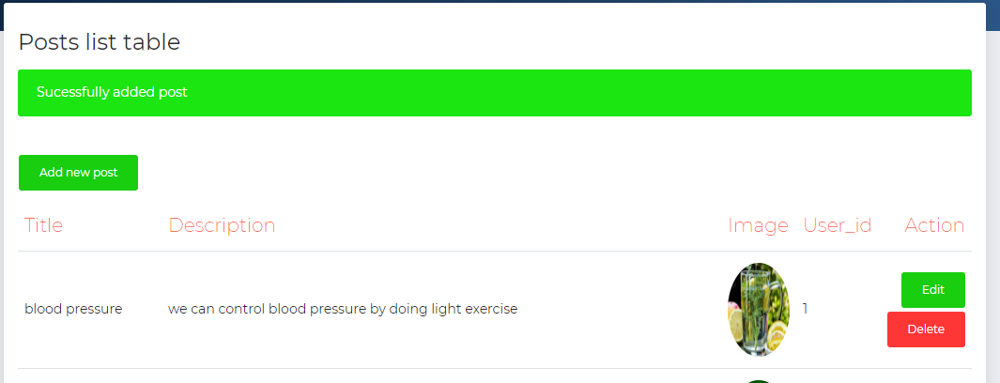 Posts list table
Sucessfully added post
Add new post
Title Description Image User_id Action
blood pressure we can control blood pressure by doing light exercise 1 Edit
Delete